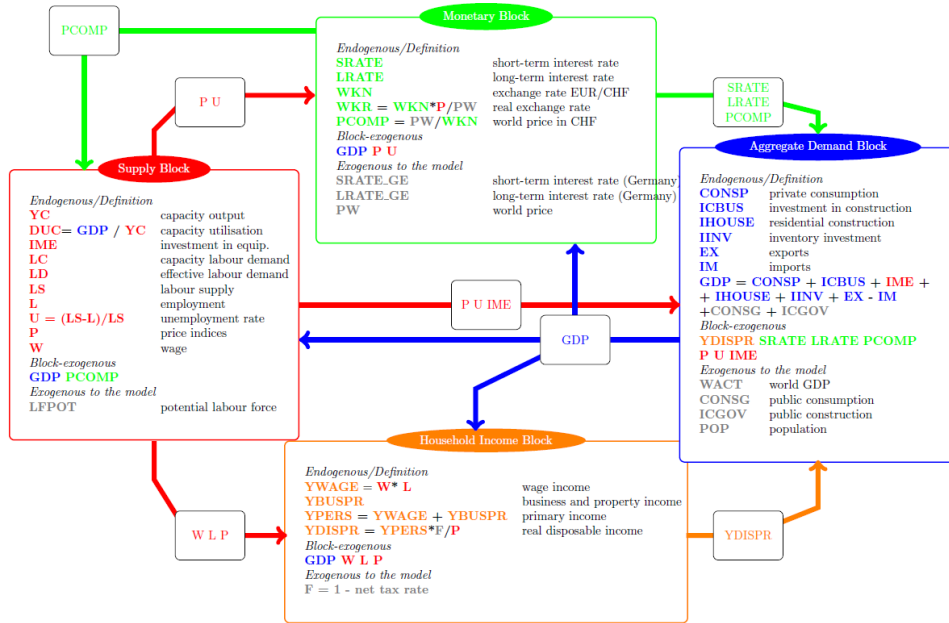 PCOMP
Monetary Block
Endogenous/Definition
SRATE short-term interest rate
LRATE long-term interest rate
WKN exchange rate EUR/CHF
WKR = WKN*P/PW real exchange rate
PCOMP = PW/WKN world price in CHF
Block-exogenous
GDP P U
Exogenous to the model
SRATE_GE short-term interest rate (Germany)
LRATE_GE long-term interest rate (Germany)
PW world price
P U
SRATE
LRATE
PCOMP
Supply Block
Endogenous/Definition
YC capacity output
DUC= GDP / YC capacity utilisation
IME investment in equip.
LC capacity labour demand
LD effective labour demand
LS labour supply
L employment
U = (LS-L)/LS unemployment rate
P price indices
W wage
Block-exogenous
GDP PCOMP
Exogenous to the model
LFPOT potential labour force
P U IME
GDP
Aggregate Demand Block
Endogenous/Definition
CONSP private consumption
ICBUS investment in construction
IHOUSE residential construction
IINV inventory investment
EX exports
IM imports
GDP = CONSP + ICBUS + IME +
+ IHOUSE + IINV + EX - IM
+CONSG + ICGOV
Block-exogenous
YDISPR SRATE LRATE PCOMP
P U IME
Exogenous to the model
WACT world GDP
CONSG public consumption
ICGOV public construction
POP population
W L P
Household Income Block
Endogenous/Definition
YWAGE = W* L wage income
YBUSPR business and property income
YPERS = YWAGE + YBUSPR primary income
YDISPR = YPERS*F/P real disposable income
Block-exogenous
GDP W L P
Exogenous to the model
F = 1 - net tax rate
YDISPR